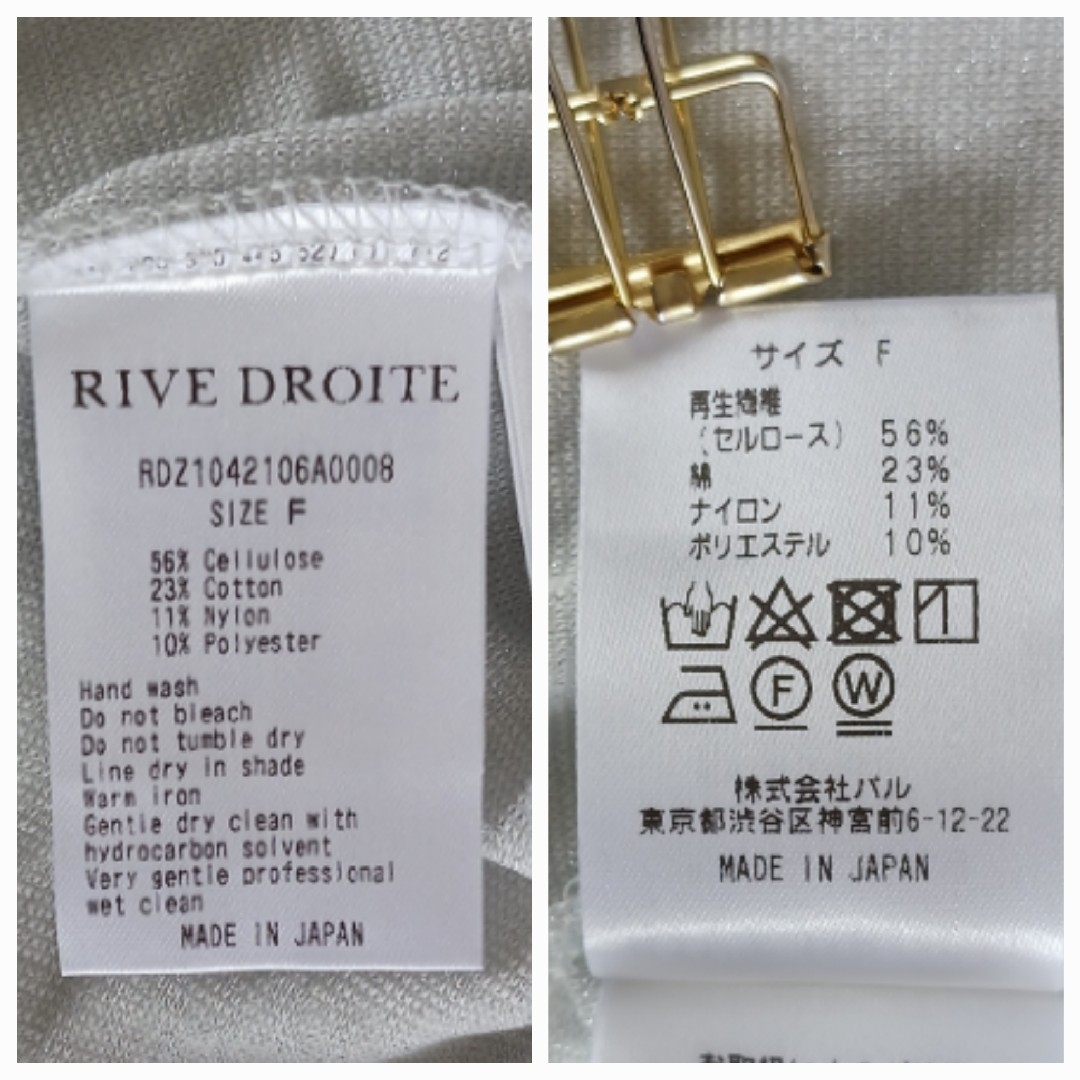 RIVE DROITE
RDZ1042106A0008
SIZE F
56% Cellulose
23% Cotton
11% Nylon
10% Polyester
Hand wash
Do not bleach
Do not tumble dry
Line dry in shade
Warm iron
Gentle dry clean with
hydrocarbon solvent
Very gentle professional
wet clean
MADE IN JAPAN
サイズ F
再生繊維
(セルロース) 56%
綿 23%
ナイロン 11%
ポリエステル 10%
F W
株式会社パル
東京都渋谷区神宮前6-12-22
MADE IN JAPAN